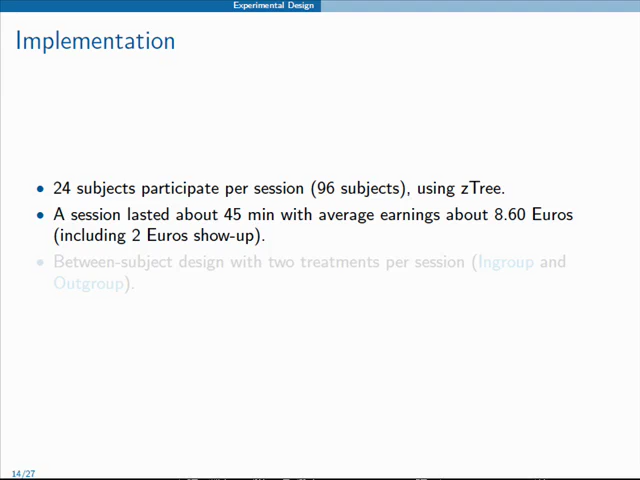 Experimental Design
Implementation
• 24 subjects participate per session (96 subjects), using zTree.
• A session lasted about 45 min with average earnings about 8.60 Euros
(including 2 Euros show-up).
• Between-subject design with two treatments per session (Ingroup and
Outgroup).
14/27